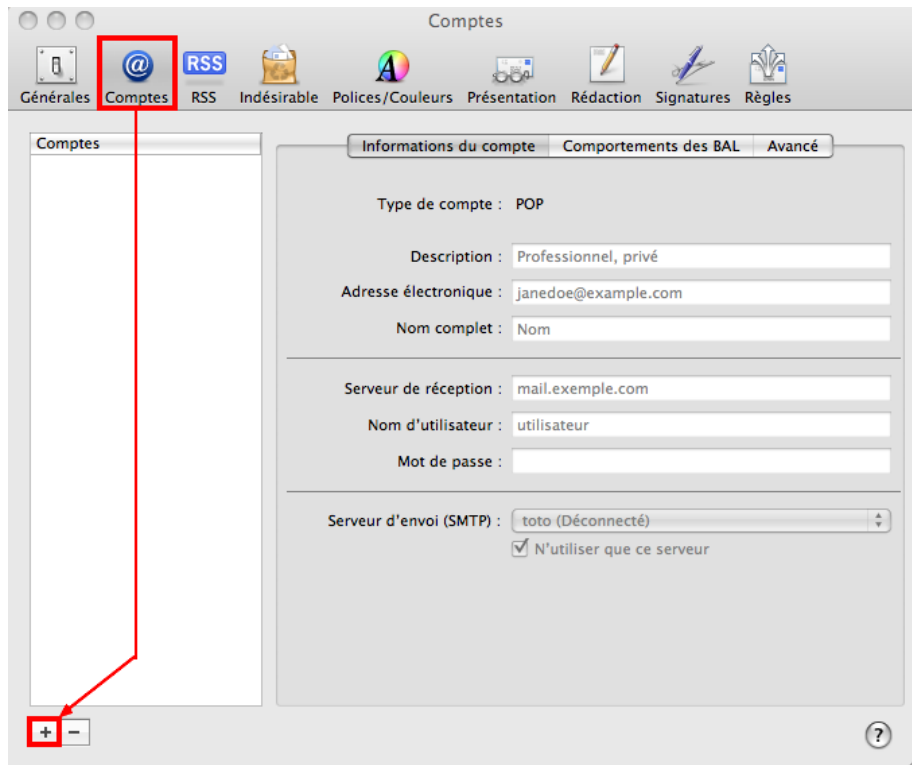 Comptes
RSS
Générales Comptes RSS Indésirable Polices/Couleurs Présentation Rédaction Signatures Règles
Comptes
Informations du compte Comportements des BAL Avancé
Type de compte : POP
Description : Professionnel, privé
Adresse électronique : janedoe@example.com
Nom complet : Nom
Serveur de réception : mail.exemple.com
Nom d'utilisateur : utilisateur
Mot de passe :
Serveur d'envoi (SMTP) : toto (Déconnecté)
N'utiliser que ce serveur
+ − ?